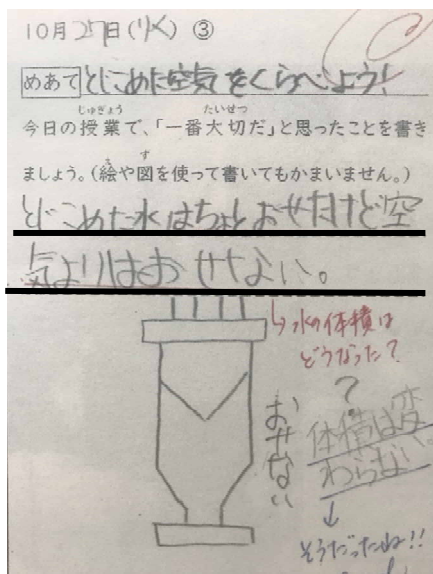 10月27日(りく) ③
めあて とじこめた空気をくらべよう!
今日の授業で、「一番大切だ」と思ったことを書き
ましょう。(絵や図を使って書いてもかまいません。)
とじこめた水はちょとおせたけど空
気よりはおせない。
おせない
↳水の体積は
どうなった?
?
体積は変
わらない。
↓
そうだったね!!